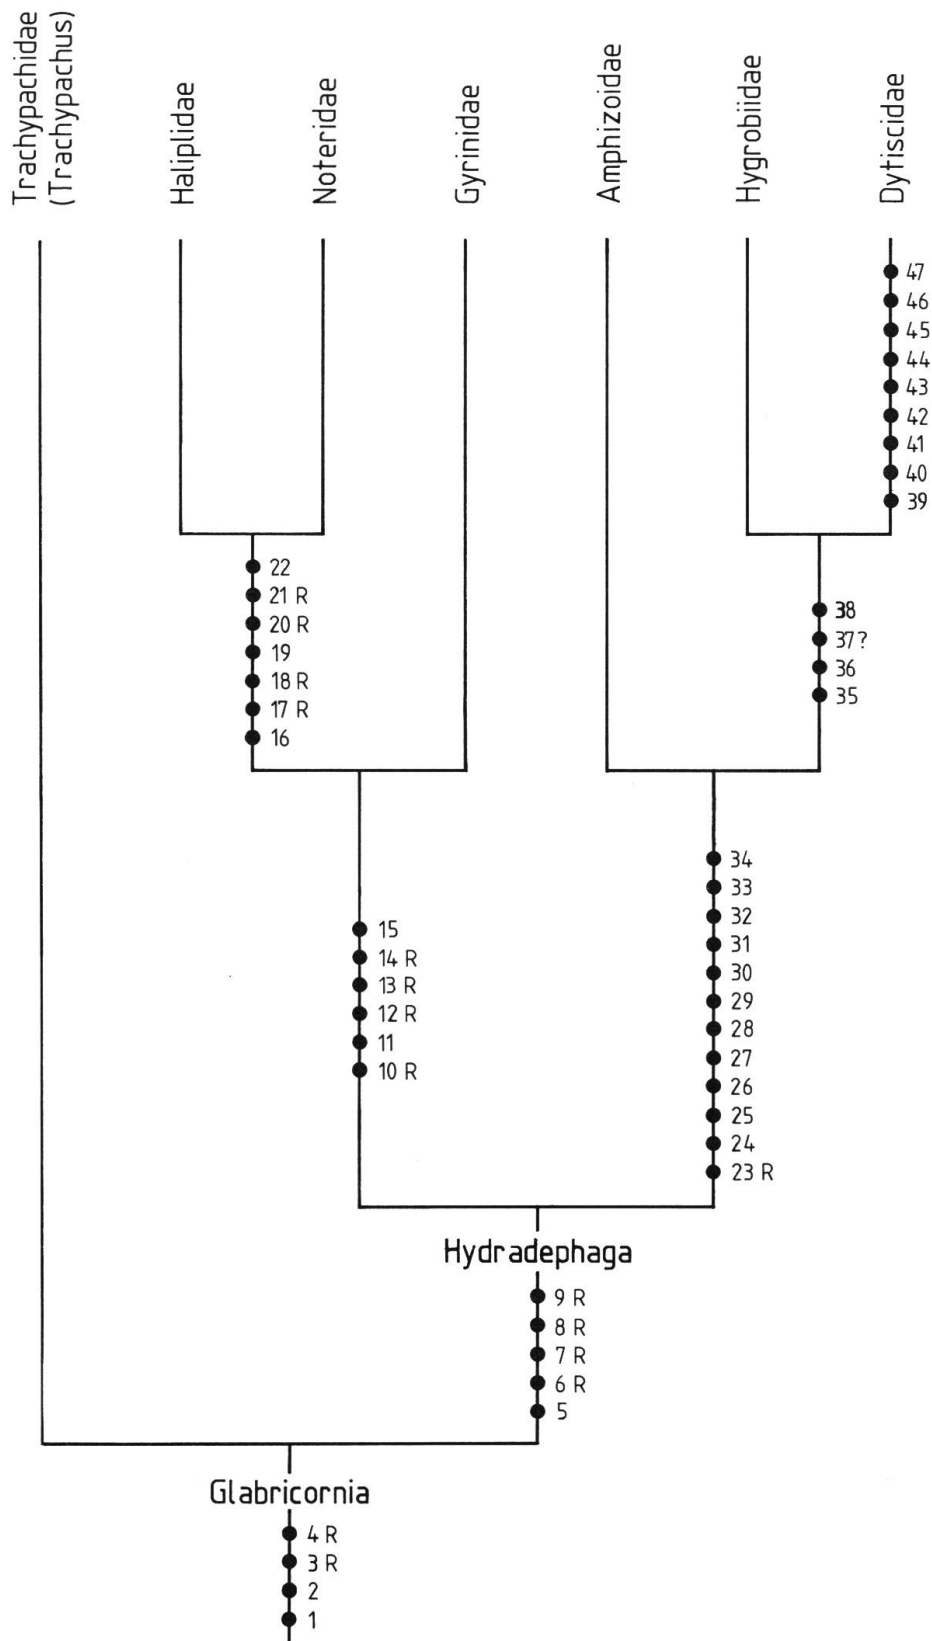 Trachypachidae
(Trachypachus)
Haliplidae
Noteridae
Gyrinidae
Amphizoidae
Hygrobiidae
Dytiscidae
47
46
45
44
43
42
41
40
39
22
21 R
20 R
19
18 R
17 R
16
38
37?
36
35
15
14 R
13 R
12 R
11
10 R
34
33
32
31
30
29
28
27
26
25
24
23 R
Hydradephaga
9 R
8 R
7 R
6 R
5
Glabricornia
4 R
3 R
2
1